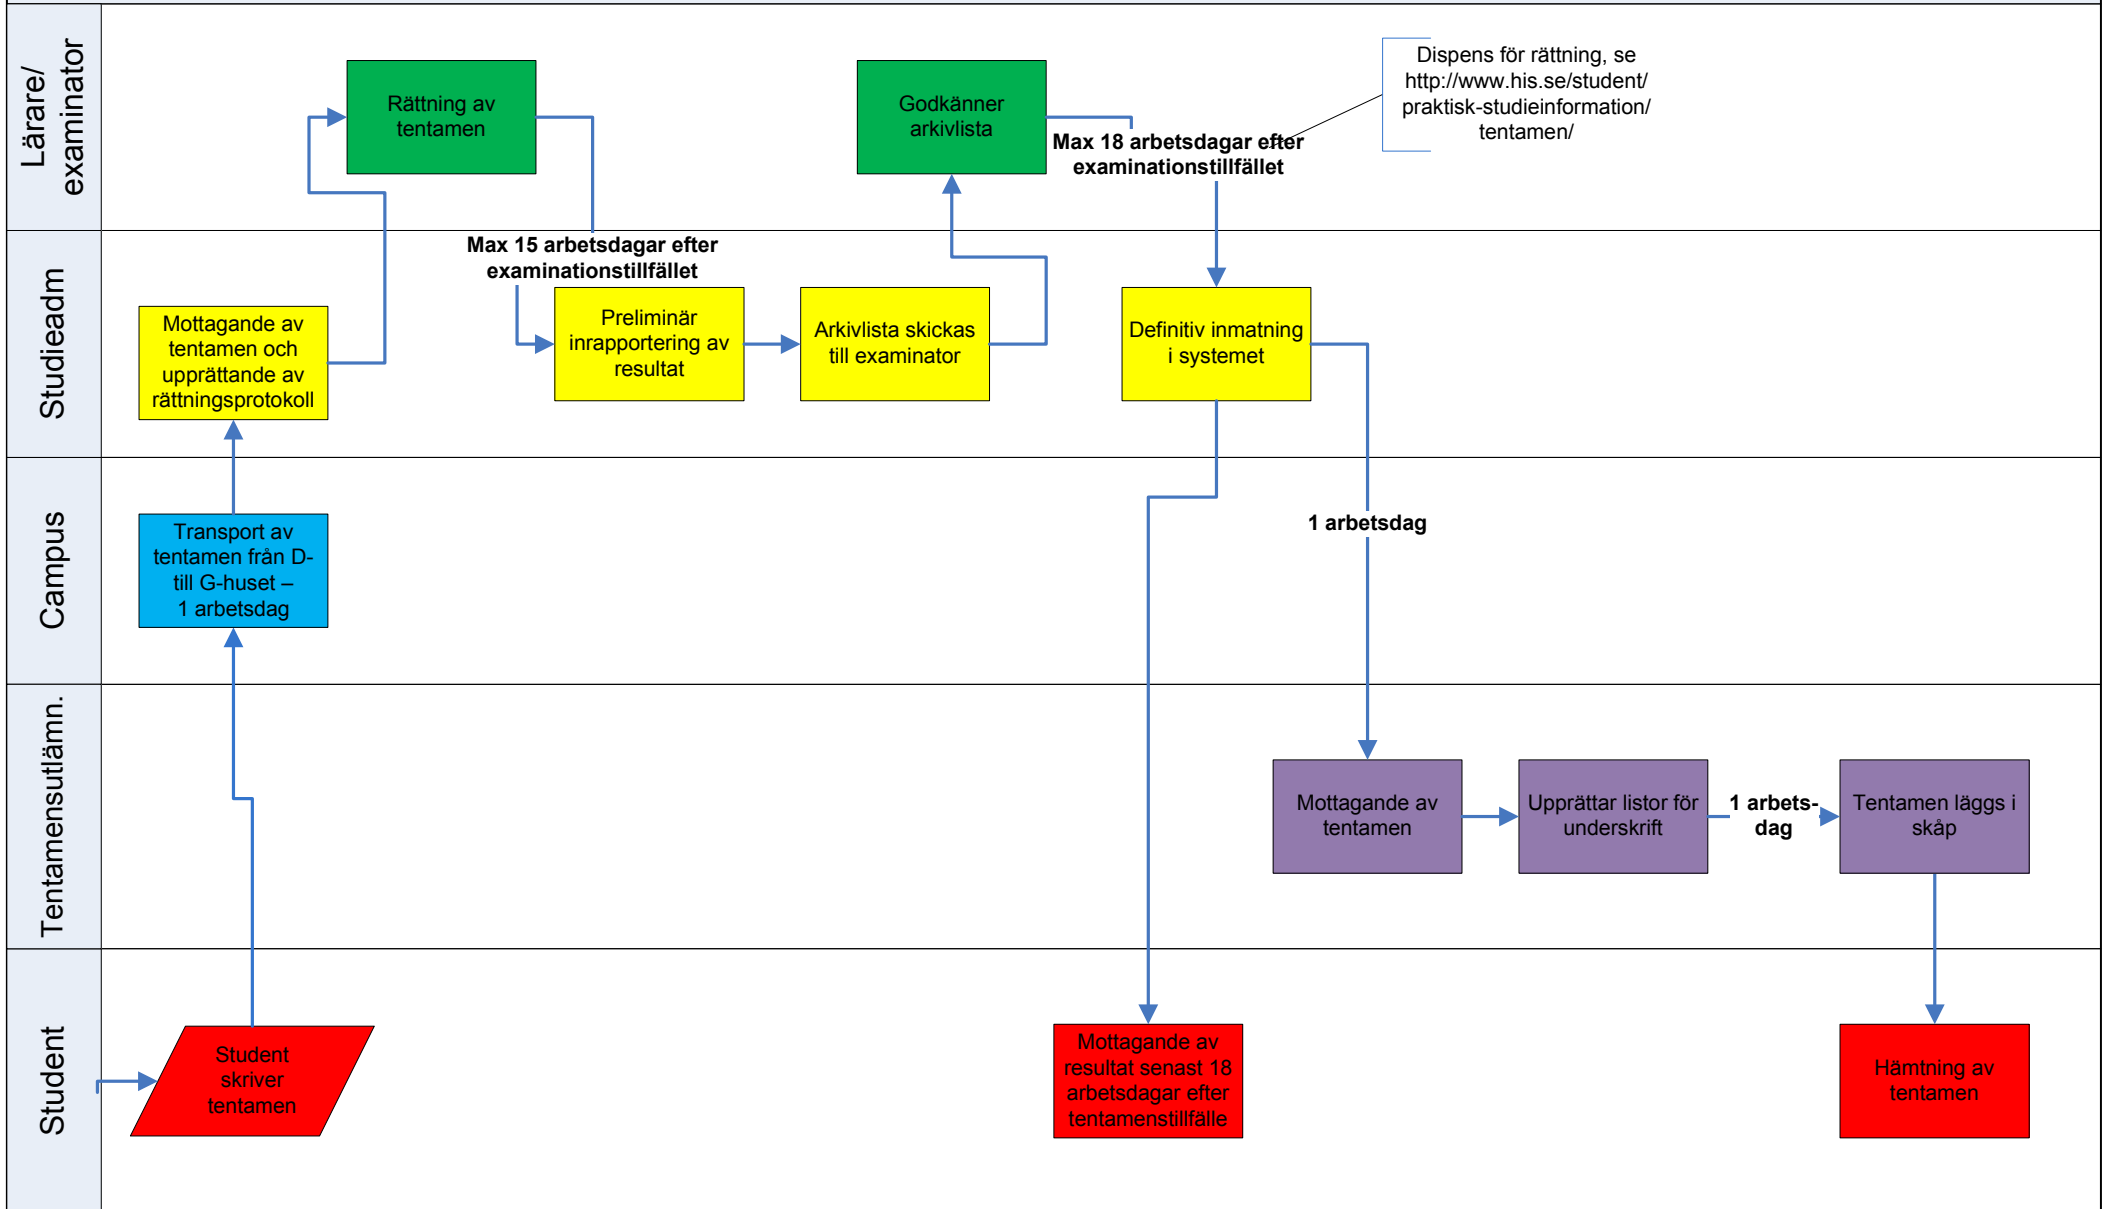 Lärare/
examinator
Rättning av
tentamen
Godkänner
arkivlista
Max 18 arbetsdagar efter
examinationstillfället
Dispens för rättning, se
http://www.his.se/student/
praktisk-studieinformation/
tentamen/
Studieadm
Max 15 arbetsdagar efter
examinationstillfället
Mottagande av
tentamen och
upprättande av
rättningsprotokoll
Preliminär
inrapportering av
resultat
Arkivlista skickas
till examinator
Definitiv inmatning
i systemet
Campus
Transport av
tentamen från D-
till G-huset –
1 arbetsdag
1 arbetsdag
Tentamensutlämn.
Mottagande av
tentamen
Upprättar listor för
underskrift
1 arbets-
dag
Tentamen läggs i
skåp
Student
Student
skriver
tentamen
Mottagande av
resultat senast 18
arbetsdagar efter
tentamenstillfälle
Hämtning av
tentamen